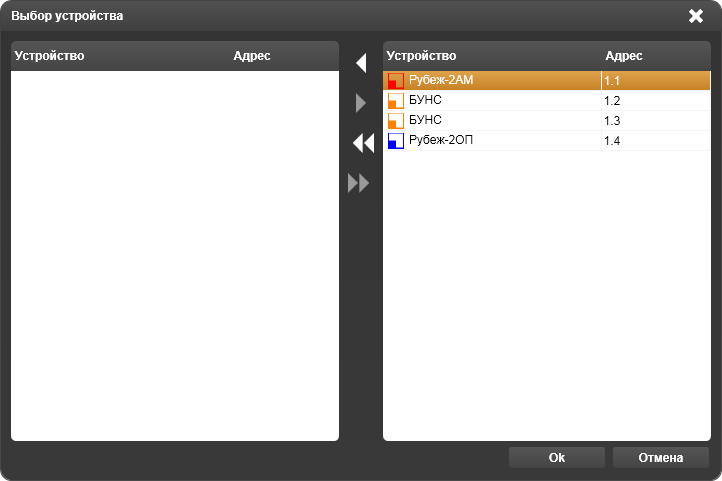 Выбор устройства
Устройство Адрес
Устройство Адрес
Рубеж-2АМ 1.1
БУНС 1.2
БУНС 1.3
Рубеж-2ОП 1.4
Ok Отмена